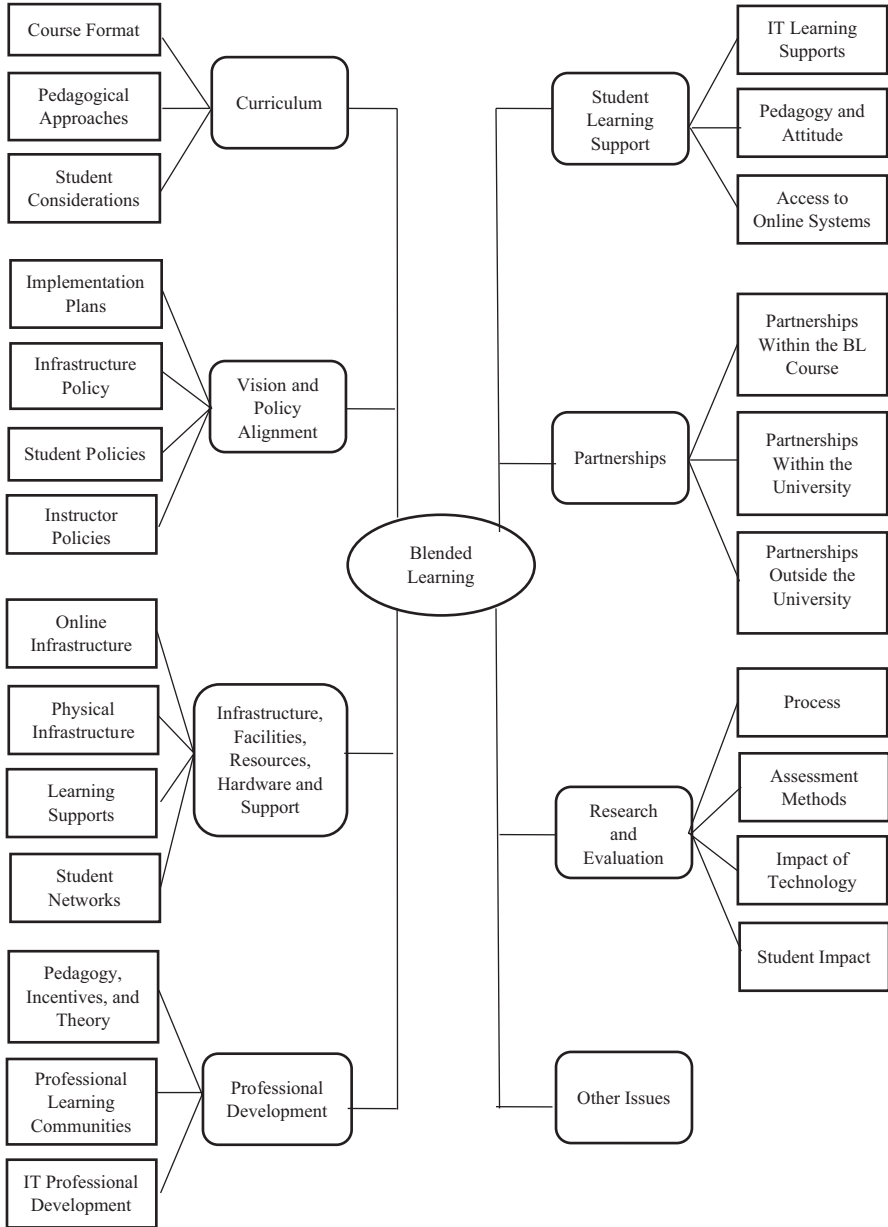 Course Format
Pedagogical
Approaches
Student
Considerations
Curriculum
Implementation
Plans
Infrastructure
Policy
Student Policies
Instructor
Policies
Vision and
Policy
Alignment
Online
Infrastructure
Physical
Infrastructure
Learning
Supports
Student
Networks
Infrastructure,
Facilities,
Resources,
Hardware and
Support
Pedagogy,
Incentives, and
Theory
Professional
Learning
Communities
IT Professional
Development
Professional
Development
Blended
Learning
Student
Learning
Support
IT Learning
Supports
Pedagogy and
Attitude
Access to
Online Systems
Partnerships
Partnerships
Within the BL
Course
Partnerships
Within the
University
Partnerships
Outside the
University
Research
and
Evaluation
Process
Assessment
Methods
Impact of
Technology
Student Impact
Other Issues